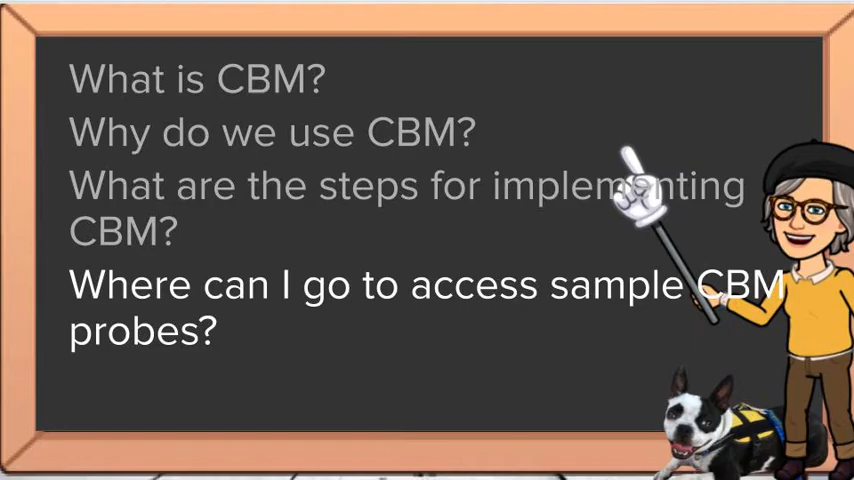 What is CBM?
Why do we use CBM?
What are the steps for implementing
CBM?
Where can I go to access sample CBM
probes?